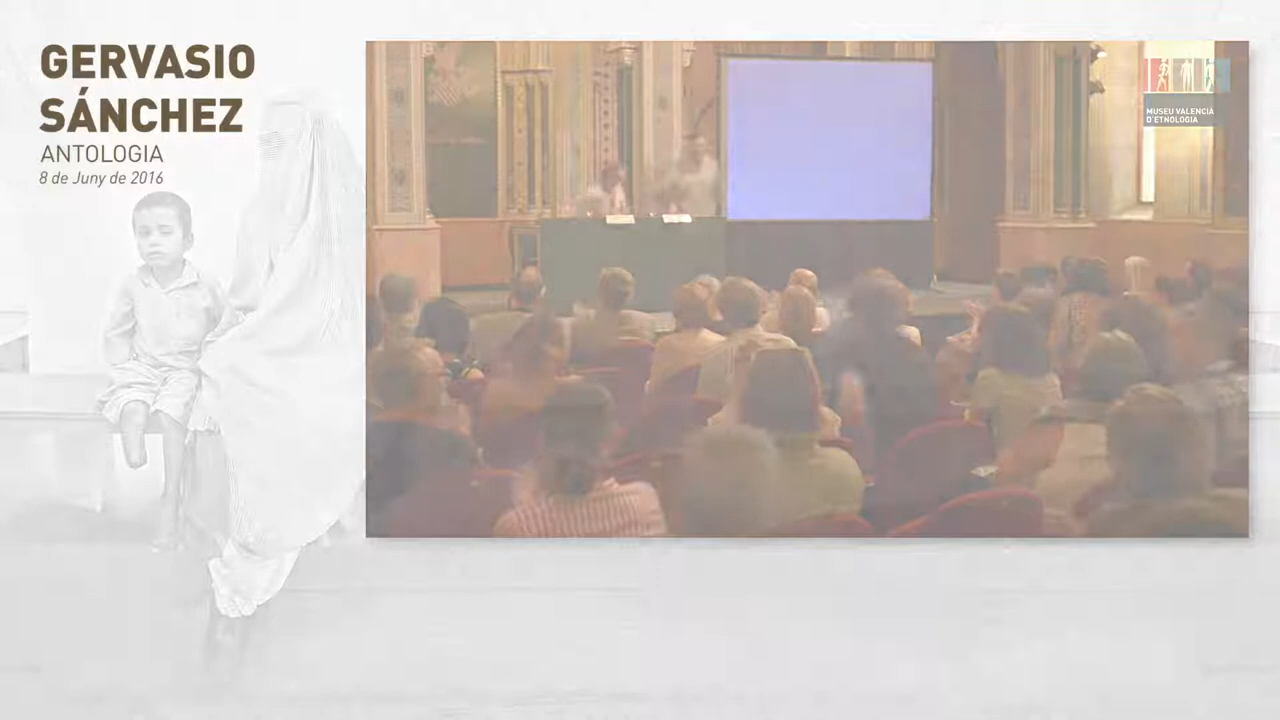 GERVASIO
SÁNCHEZ
ANTOLOGIA
8 de Juny de 2016
MUSEU VALENCIÀ
D'ETNOLOGIA